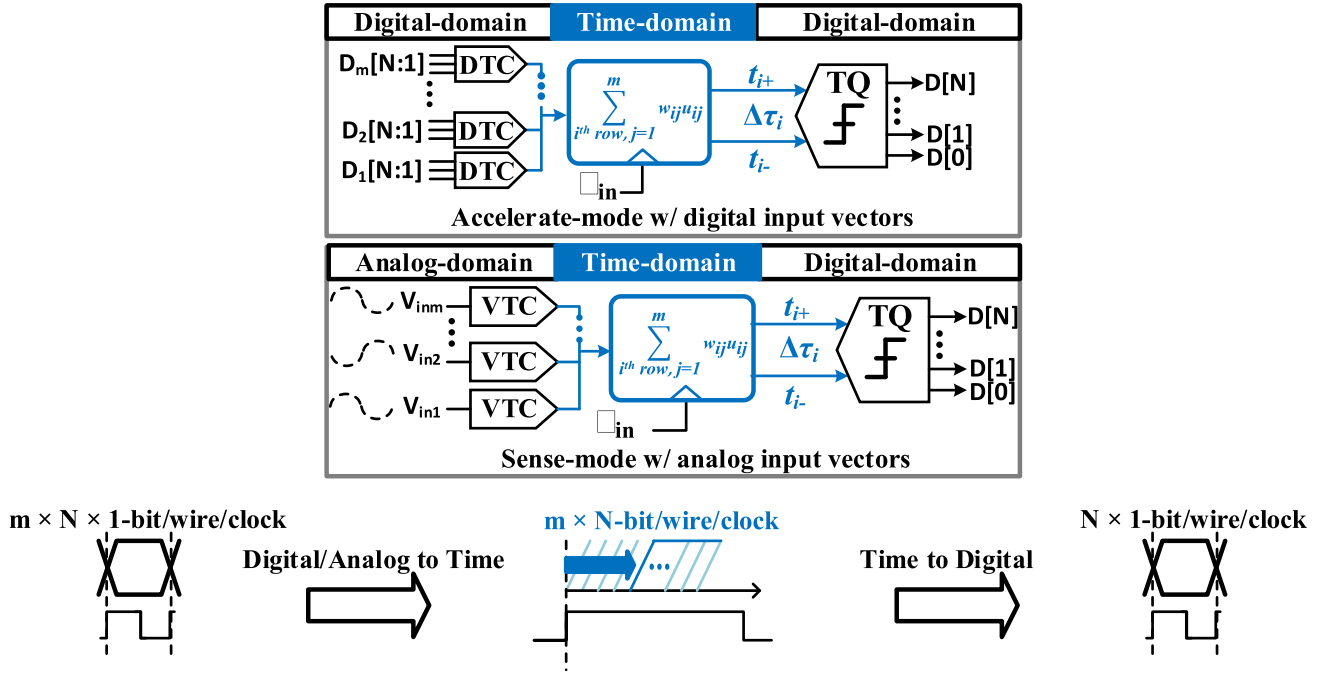 Digital-domain Time-domain Digital-domain
Dm[N:1] DTC
D2[N:1] DTC
D1[N:1] DTC
m
∑ wijuij
ith row, j=1
□in
ti+
Δτi
ti-
TQ
D[N]
D[1]
D[0]
Accelerate-mode w/ digital input vectors
Analog-domain Time-domain Digital-domain
Vinm VTC
Vin2 VTC
Vin1 VTC
m
∑ wijuij
ith row, j=1
□in
ti+
Δτi
ti-
TQ
D[N]
D[1]
D[0]
Sense-mode w/ analog input vectors
m × N × 1-bit/wire/clock
Digital/Analog to Time
m × N-bit/wire/clock
Time to Digital
N × 1-bit/wire/clock